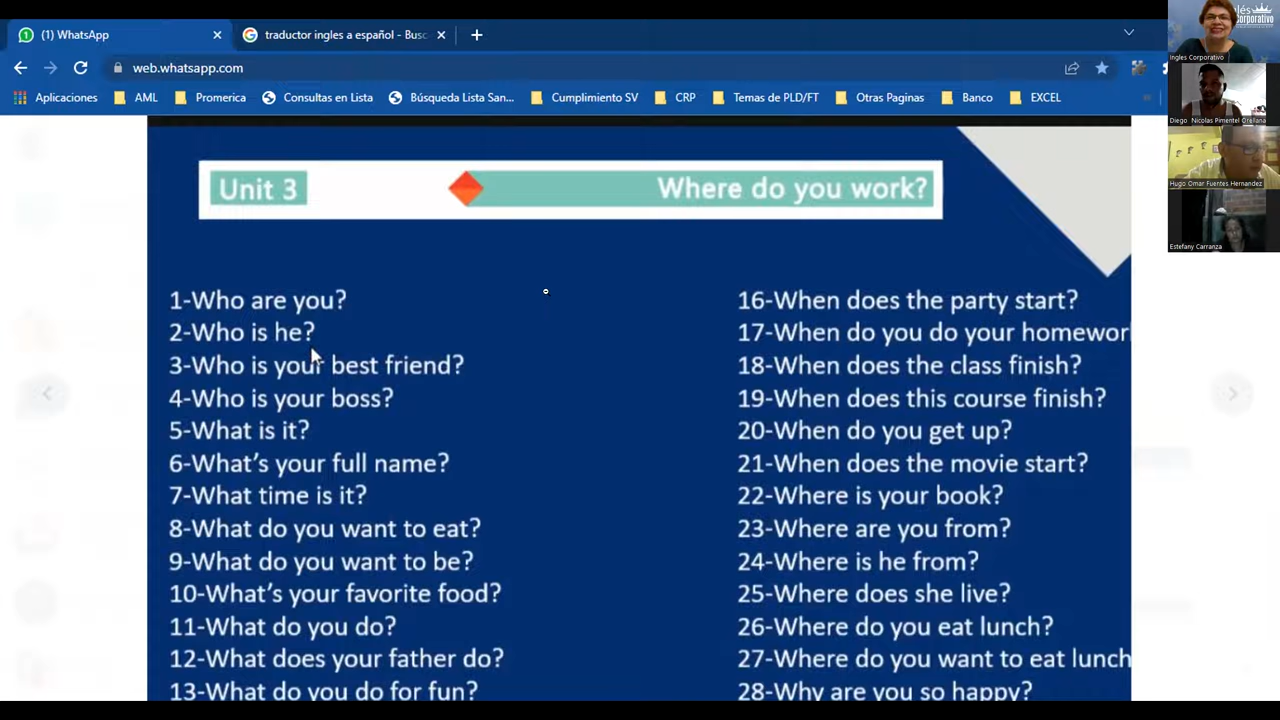 (1) WhatsApp
traductor ingles a español - Busc
web.whatsapp.com
Aplicaciones
AML
Promerica
Consultas en Lista
Búsqueda Lista San...
Cumplimiento SV
CRP
Temas de PLD/FT
Otras Paginas
Banco
EXCEL
Unit 3
Where do you work?
1-Who are you?
2-Who is he?
3-Who is your best friend?
4-Who is your boss?
5-What is it?
6-What's your full name?
7-What time is it?
8-What do you want to eat?
9-What do you want to be?
10-What's your favorite food?
11-What do you do?
12-What does your father do?
13-What do you do for fun?
16-When does the party start?
17-When do you do your homewor
18-When does the class finish?
19-When does this course finish?
20-When do you get up?
21-When does the movie start?
22-Where is your book?
23-Where are you from?
24-Where is he from?
25-Where does she live?
26-Where do you eat lunch?
27-Where do you want to eat lunch
28-Why are you so happy?
Corporativo
Ingles Corporativo
Diego Nicolas Pimentel Orellana
Hugo Omar Fuentes Hernandez
Estefany Carranza